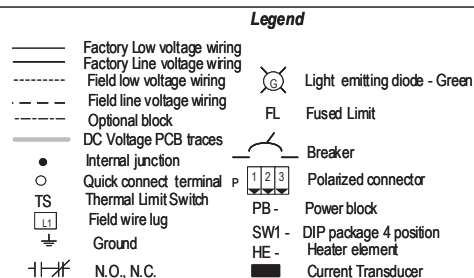 Legend
Factory Low voltage wiring
Factory Line voltage wiring
Field low voltage wiring
Field line voltage wiring
Optional block
DC Voltage PCB traces
Internal junction
Quick connect terminal
TS Thermal Limit Switch
L1 Field wire lug
Ground
N.O., N.C.
G Light emitting diode - Green
FL Fused Limit
Breaker
P 1 2 3 Polarized connector
PB - Power block
SW1 - DIP package 4 position
HE - Heater element
Current Transducer